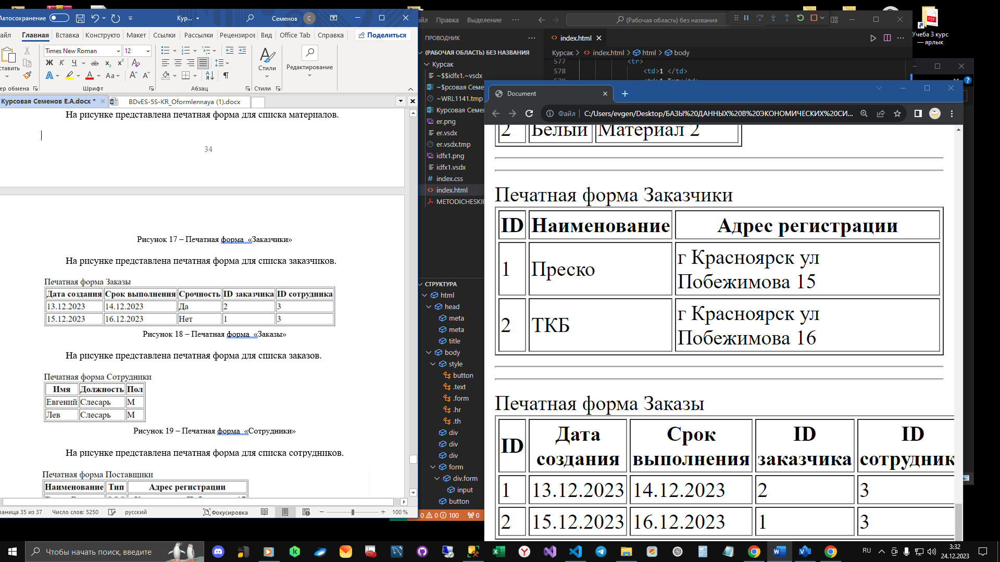 Автосохранение
Кур...
Семенов
С
айл
Главная
Вставка
Конструкто
Макет
Ссылки
Рассылки
Рецензирс
Вид
Office Tab
Справка
Поделиться
Times New Roman
12
Ж К Ч ab x₂ x²
ставить
Стили
Редактирование
ер обмена
Шрифт
Абзац
Стили
Курсовая Семенов Е.А.docx *
BDvES-5S-KR_Oformlennaya (1).docx
На рисунке представлена печатная форма для списка материалов.
34
Рисунок 17 – Печатная форма «Заказчики»
На рисунке представлена печатная форма для списка заказчиков.
Печатная форма Заказы
Дата создания Срок выполнения Срочность ID заказчика ID сотрудника
13.12.2023 14.12.2023 Да 2 3
15.12.2023 16.12.2023 Нет 1 3
Рисунок 18 – Печатная форма «Заказы»
На рисунке представлена печатная форма для списка заказов.
Печатная форма Сотрудники
Имя Должность Пол
Евгений Слесарь М
Лев Слесарь М
Рисунок 19 – Печатная форма «Сотрудники»
На рисунке представлена печатная форма для списка сотрудников.
Печатная форма Поставщики
Наименование Тип Адрес регистрации
раница 35 из 37
Число слов: 5250
русский
Фокусировка
100 %
айл
Правка
Выделение
(Рабочая область) без названия
ПРОВОДНИК
(РАБОЧАЯ ОБЛАСТЬ) БЕЗ НАЗВАНИЯ
Курсак
~$$idfx1.~vsdx
~$рсовая Семе
~WRL1141.tmp
Курсовая Семен
er.png
er.vsdx
er.vsdx.tmp
idfx1.png
idfx1.vsdx
index.css
index.html
METODICHESKIE
СТРУКТУРА
html
head
meta
meta
title
body
style
button
.text
.form
.hr
.th
div
div
div
form
div.form
input
button
0 0 100 0
index.html
Курсак > index.html > html > body
577 <tr>
578 <td>1 </td>
Учеба 3 курс
— ярлык
Document
Файл
C:/Users/evgen/Desktop/БАЗЫ%20ДАННЫХ%20В%20ЭКОНОМИЧЕСКИХ%20СИ...
2 Белый Материал 2
Печатная форма Заказчики
ID Наименование Адрес регистрации
1 Преско г Красноярск ул
Побежимова 15
2 ТКБ г Красноярск ул
Побежимова 16
Печатная форма Заказы
ID Дата создания Срок выполнения ID заказчика ID сотрудник
1 13.12.2023 14.12.2023 2 3
2 15.12.2023 16.12.2023 1 3
Чтобы начать поиск, введите
RU
3:32
24.12.2023